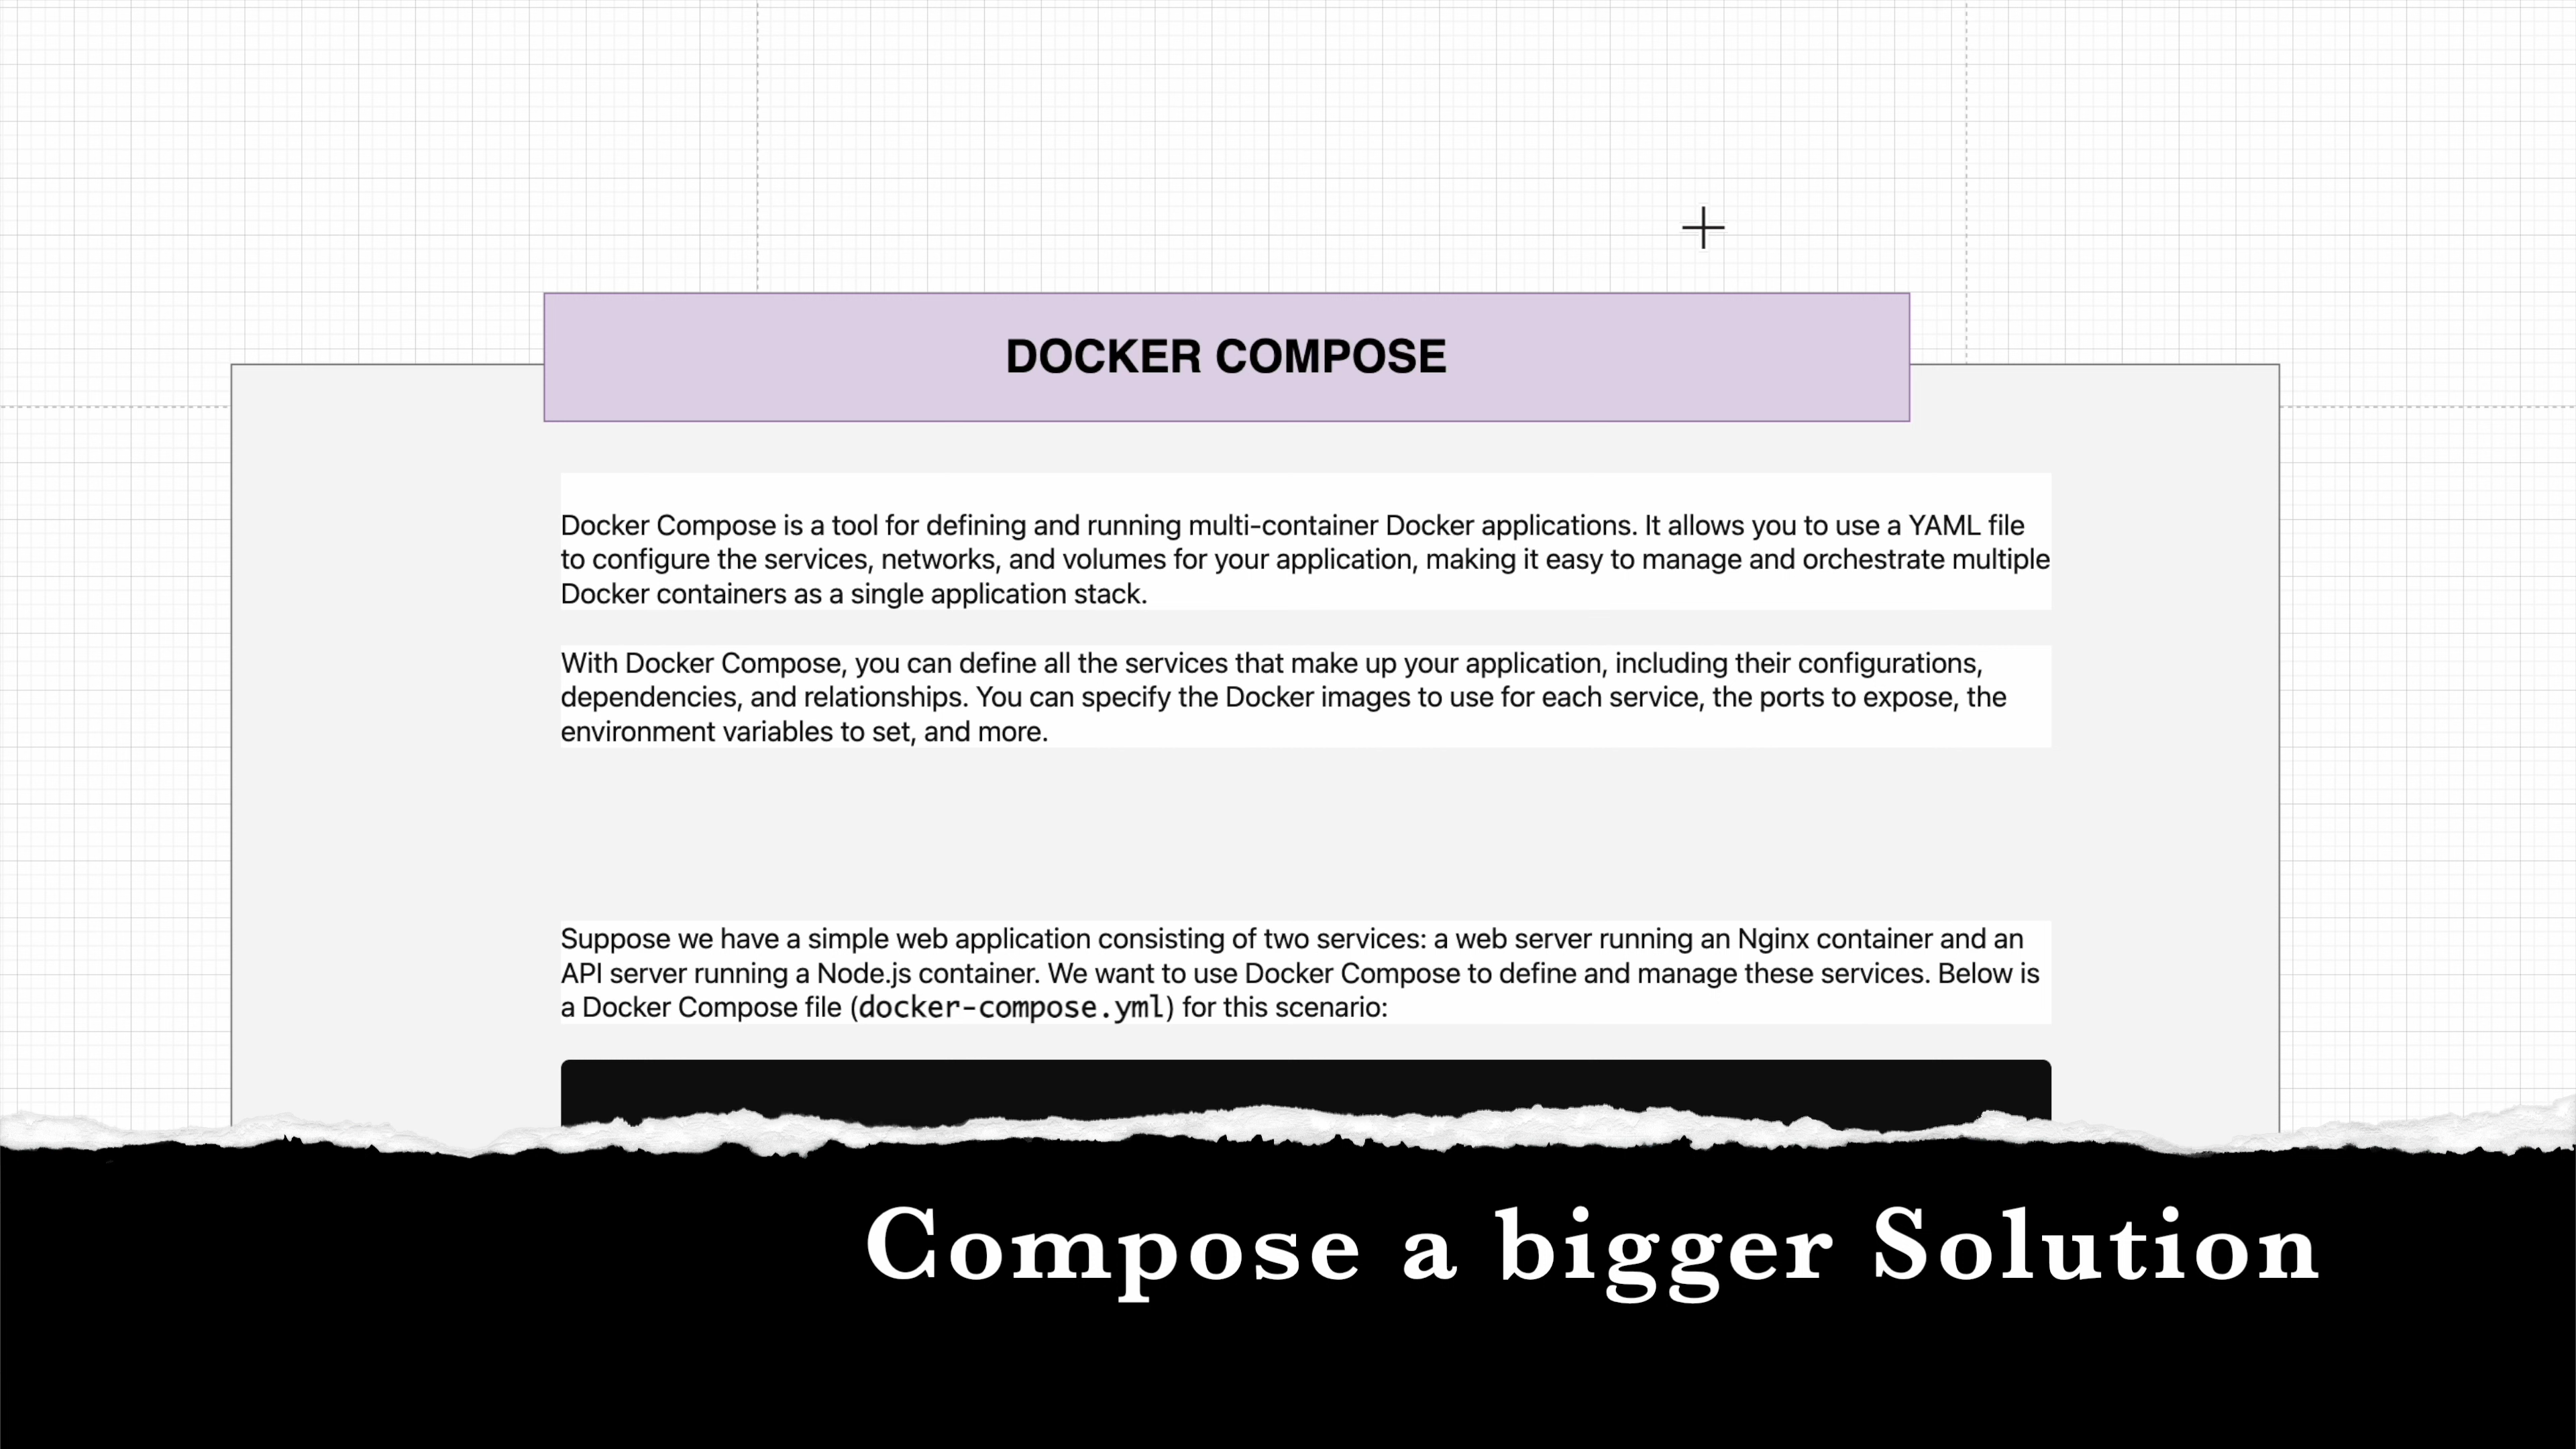 DOCKER COMPOSE
Docker Compose is a tool for defining and running multi-container Docker applications. It allows you to use a YAML file
to configure the services, networks, and volumes for your application, making it easy to manage and orchestrate multiple
Docker containers as a single application stack.
With Docker Compose, you can define all the services that make up your application, including their configurations,
dependencies, and relationships. You can specify the Docker images to use for each service, the ports to expose, the
environment variables to set, and more.
Suppose we have a simple web application consisting of two services: a web server running an Nginx container and an
API server running a Node.js container. We want to use Docker Compose to define and manage these services. Below is
a Docker Compose file (docker-compose.yml) for this scenario:
Compose a bigger Solution